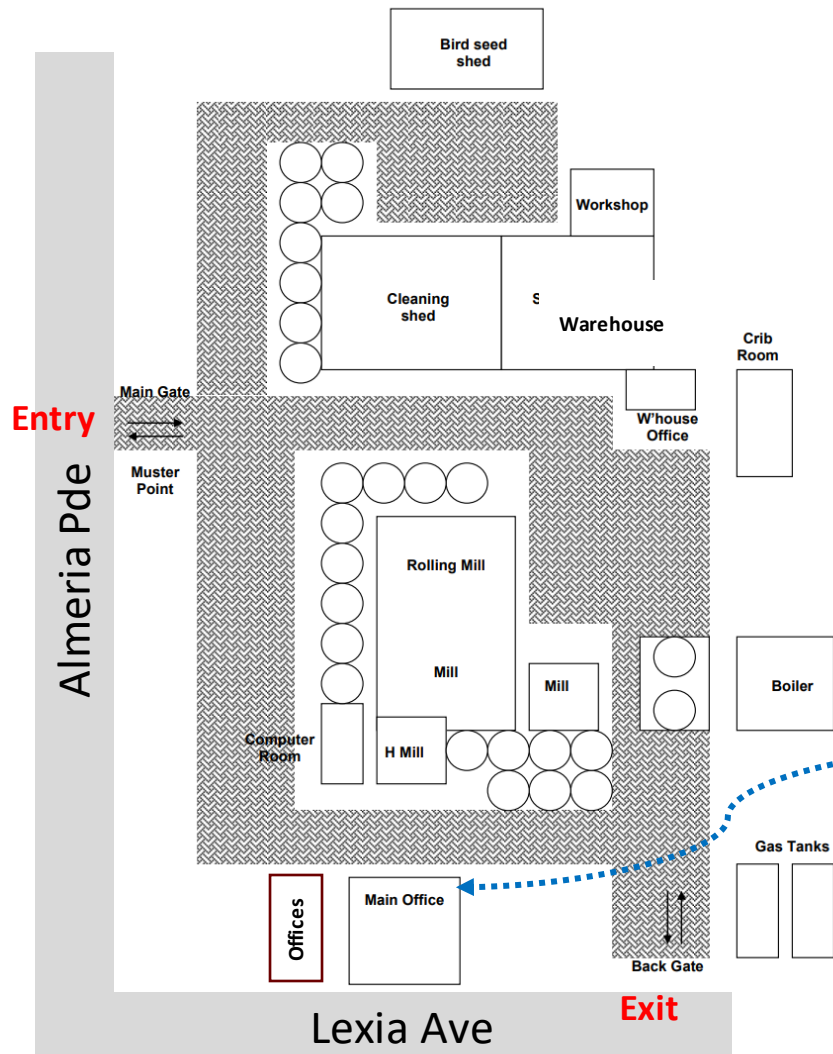 Bird seed
shed
Workshop
Cleaning
shed
S
Warehouse
Crib
Room
Main Gate
Entry
W'house
Office
Muster
Point
Almeria Pde
Rolling Mill
Mill
Mill
Boiler
Computer
Room
H Mill
Gas Tanks
Offices
Main Office
Back Gate
Exit
Lexia Ave